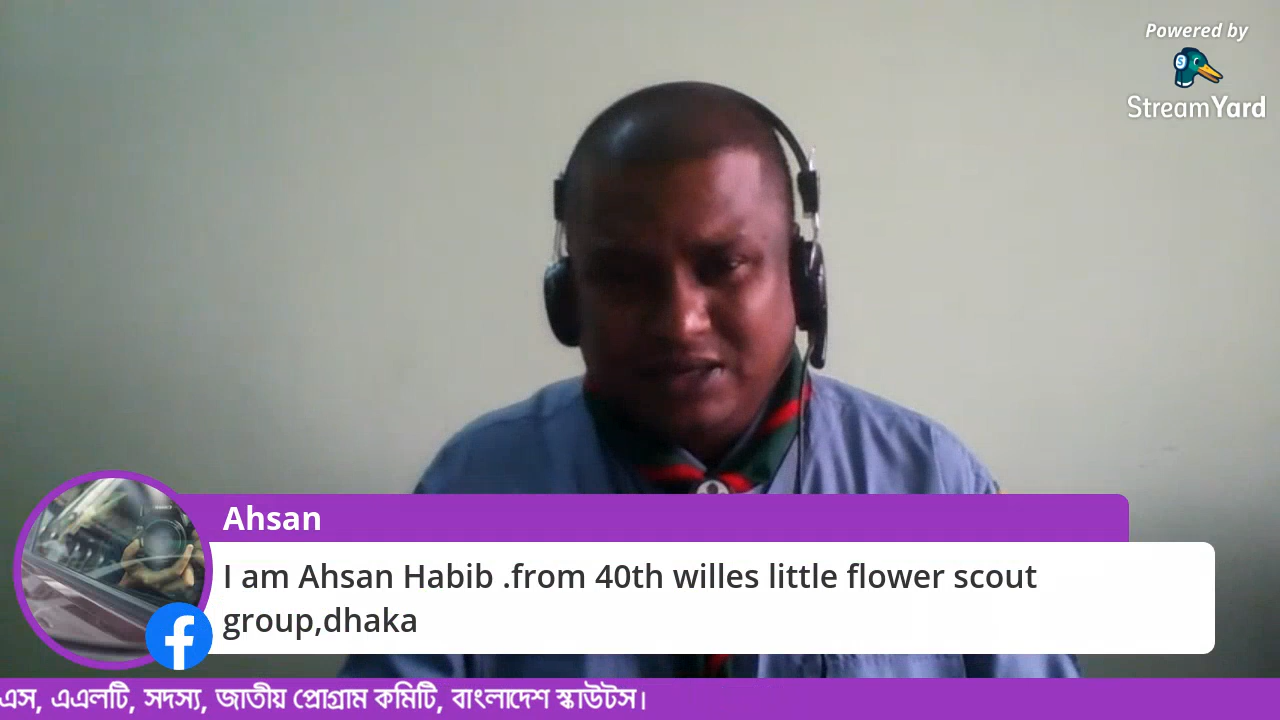 Powered by
StreamYard
Ahsan
I am Ahsan Habib .from 40th willes little flower scout
group,dhaka
এস, এএলটি, সদস্য, জাতীয় প্রোগ্রাম কমিটি, বাংলাদেশ স্কাউটস।